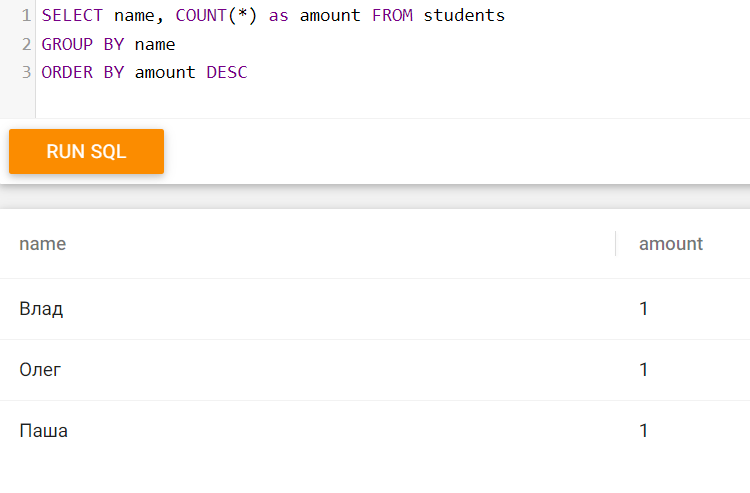 1 SELECT name, COUNT(*) as amount FROM students
2 GROUP BY name
3 ORDER BY amount DESC
RUN SQL
name amount
Влад 1
Олег 1
Паша 1